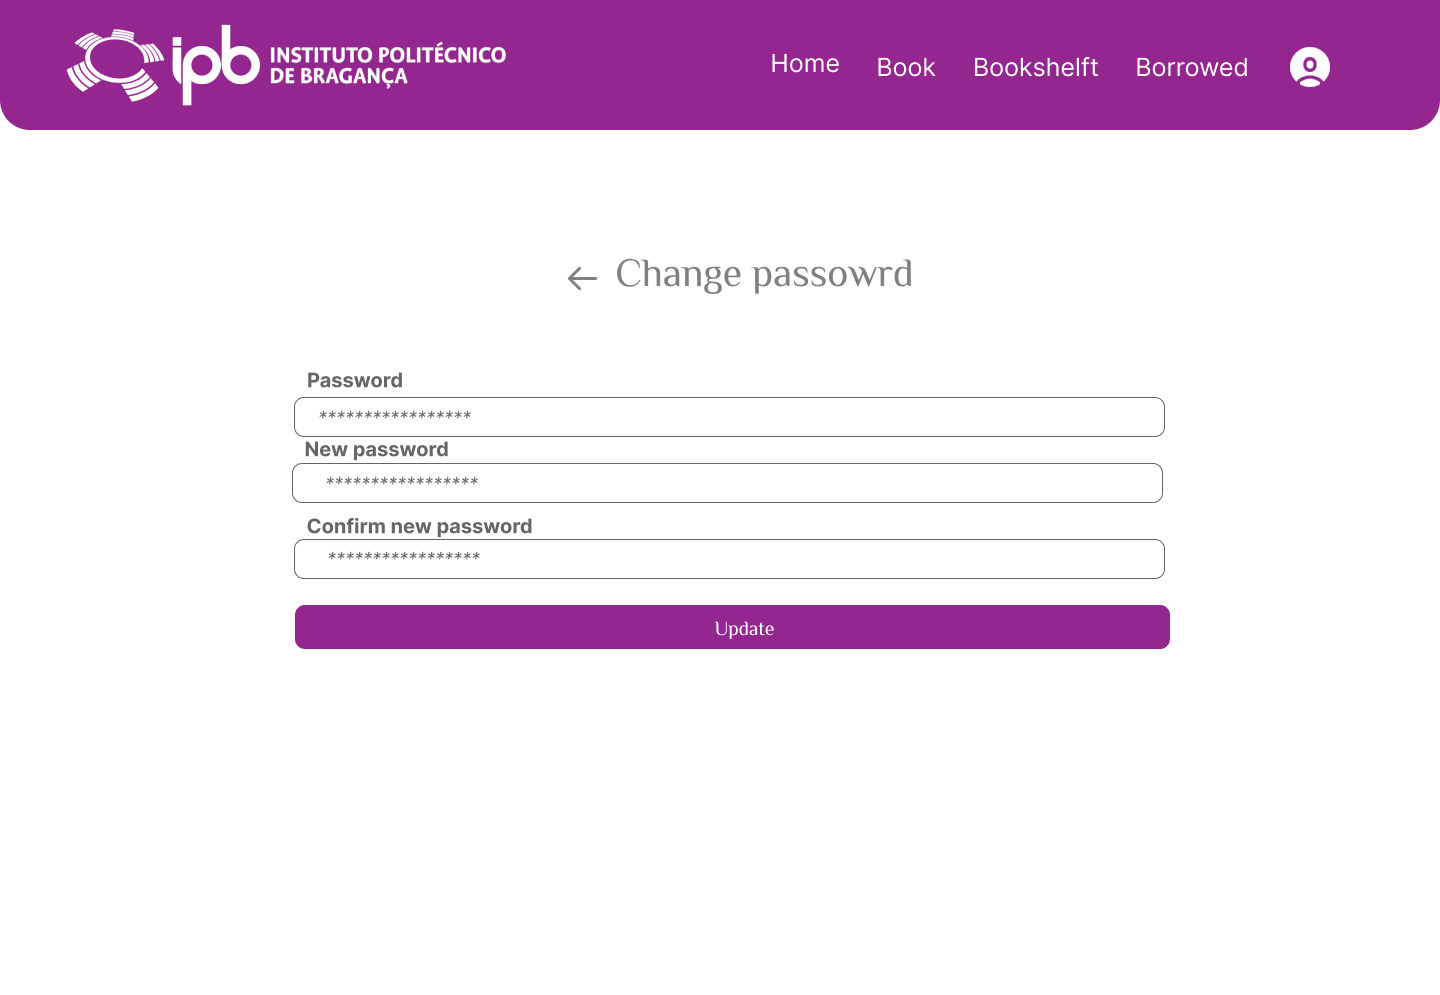 ipb
INSTITUTO POLITÉCNICO
DE BRAGANÇA
Home
Book
Bookshelft
Borrowed
Change passowrd
Password
*****************
New password
*****************
Confirm new password
*****************
Update